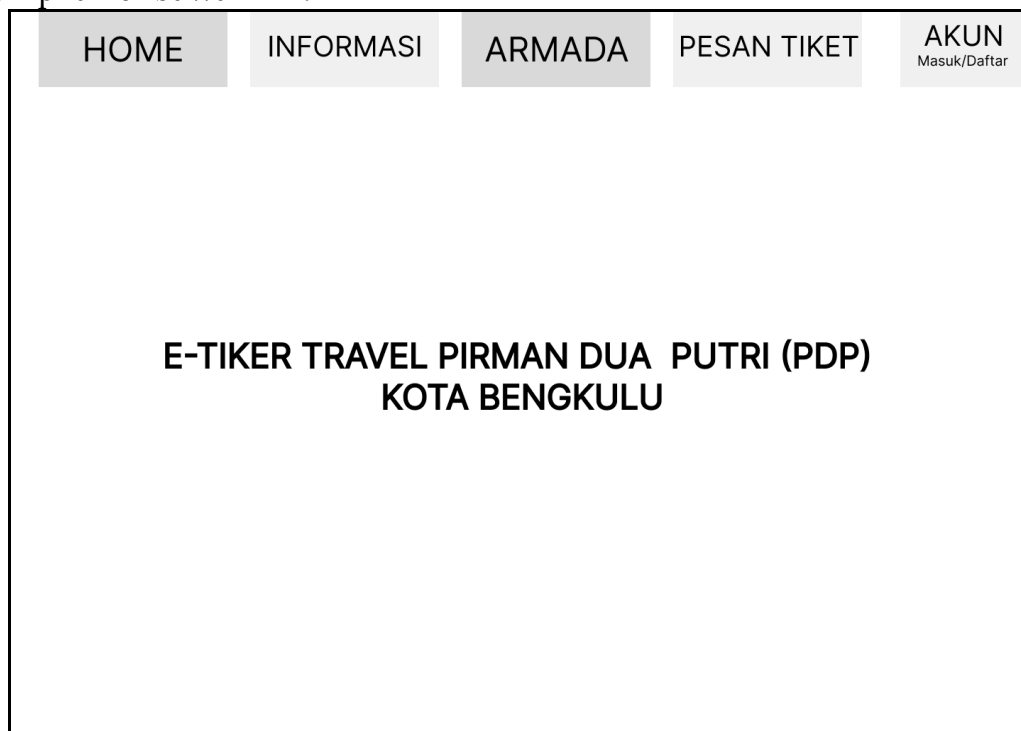 HOME
INFORMASI
ARMADA
PESAN TIKET
AKUN
Masuk/Daftar
E-TIKER TRAVEL PIRMAN DUA PUTRI (PDP)
KOTA BENGKULU